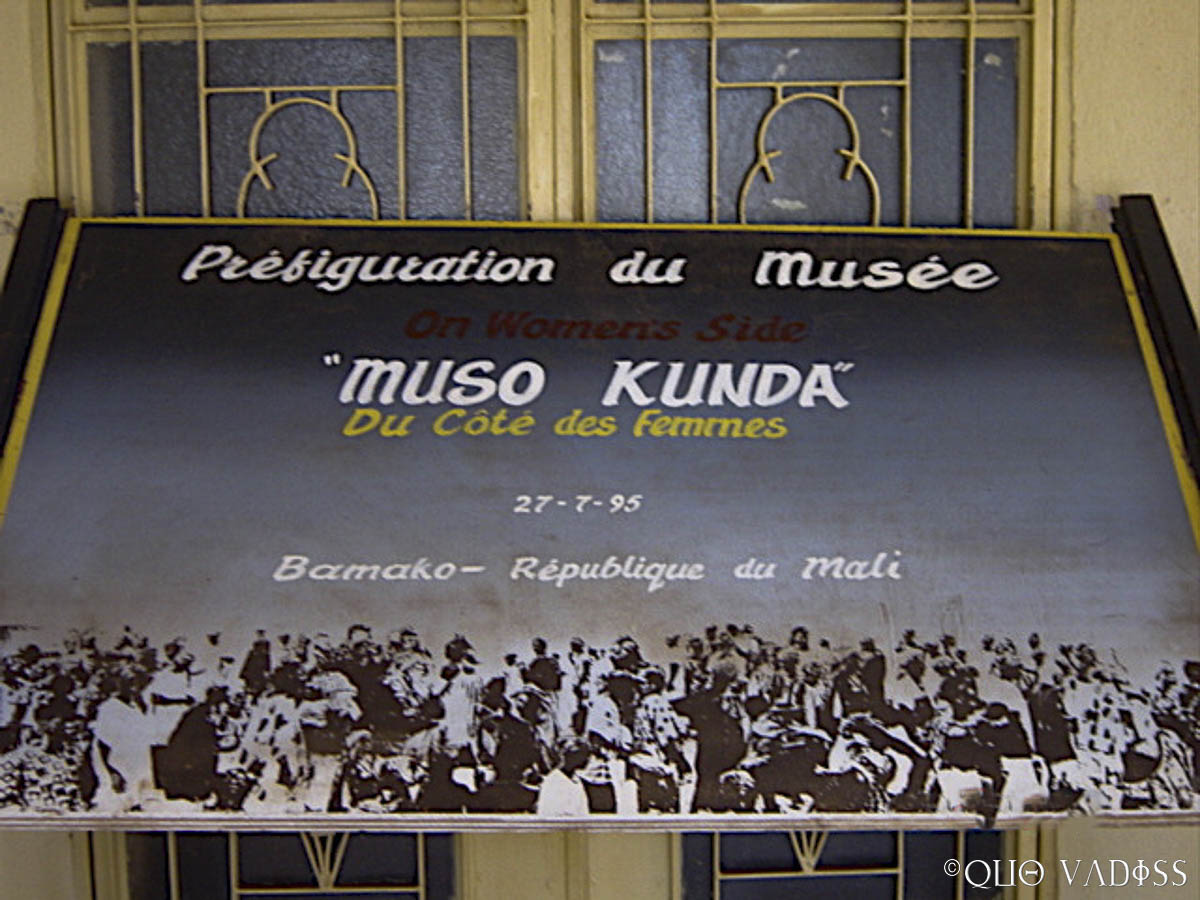 Préfiguration du Musée
On Women's Side
"MUSO KUNDA"
Du Côté des Femmes
27-7-95
Bamako- République du Mali
©QUO VADISS